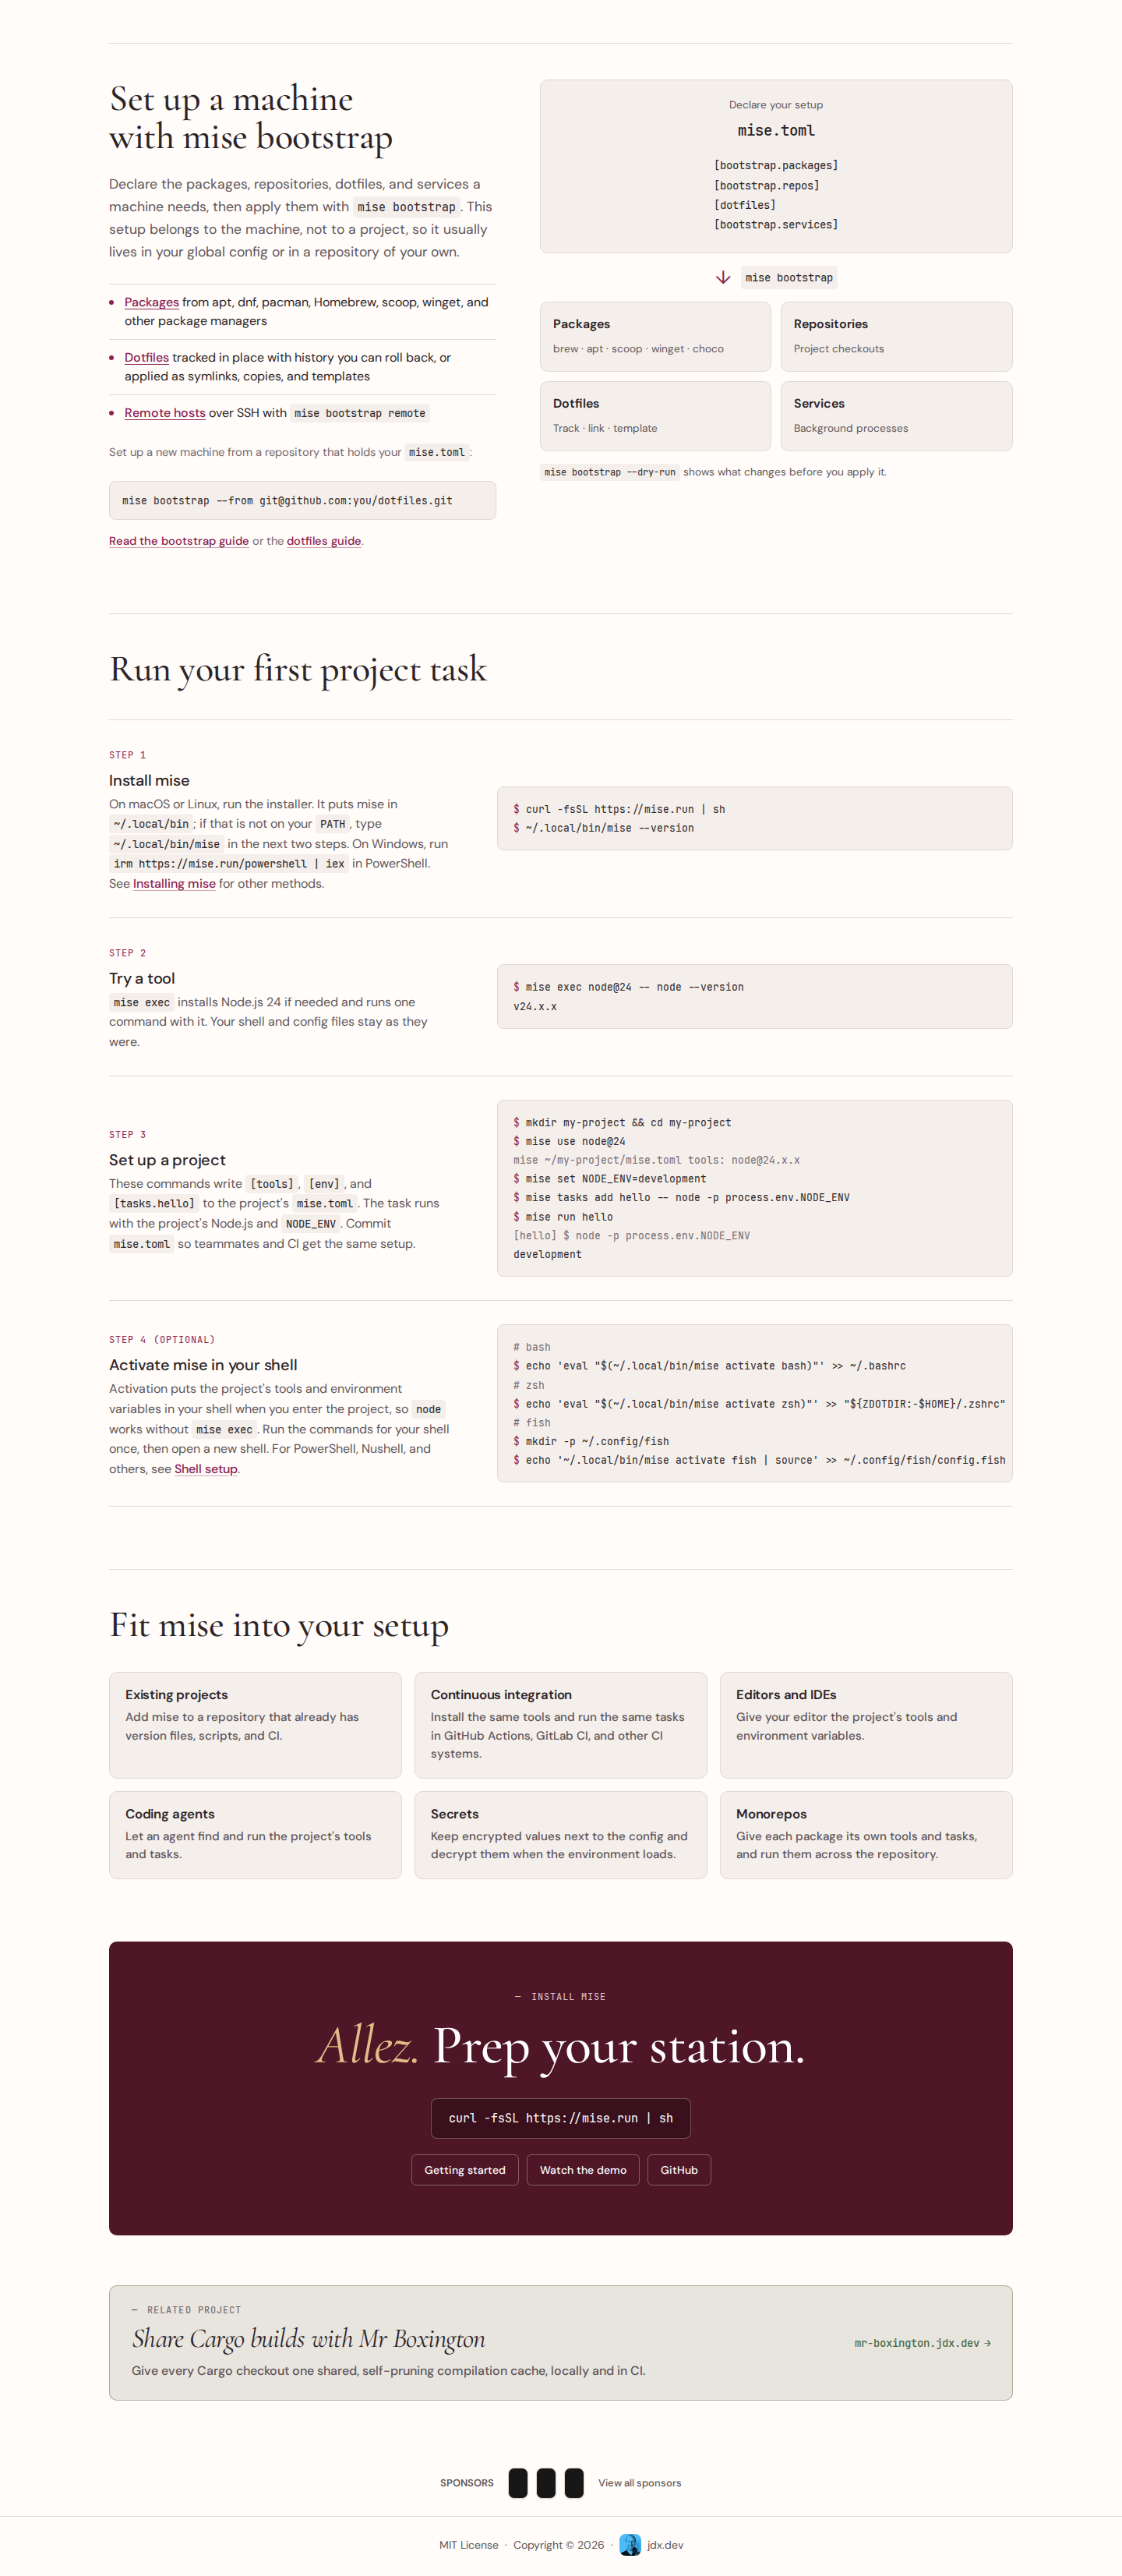 Set up a machine
with mise bootstrap
Declare the packages, repositories, dotfiles, and services a
machine needs, then apply them with mise bootstrap. This
setup belongs to the machine, not to a project, so it usually
lives in your global config or in a repository of your own.
• Packages from apt, dnf, pacman, Homebrew, scoop, winget, and
other package managers
• Dotfiles tracked in place with history you can roll back, or
applied as symlinks, copies, and templates
• Remote hosts over SSH with mise bootstrap remote
Set up a new machine from a repository that holds your mise.toml:
mise bootstrap --from git@github.com:you/dotfiles.git
Read the bootstrap guide or the dotfiles guide.
Declare your setup
mise.toml
[bootstrap.packages]
[bootstrap.repos]
[dotfiles]
[bootstrap.services]
↓ mise bootstrap
Packages
brew · apt · scoop · winget · choco
Repositories
Project checkouts
Dotfiles
Track · link · template
Services
Background processes
mise bootstrap --dry-run shows what changes before you apply it.
Run your first project task
STEP 1
Install mise
On macOS or Linux, run the installer. It puts mise in
~/.local/bin; if that is not on your PATH, type
~/.local/bin/mise in the next two steps. On Windows, run
irm https://mise.run/powershell | iex in PowerShell.
See Installing mise for other methods.
$ curl -fsSL https://mise.run | sh
$ ~/.local/bin/mise --version
STEP 2
Try a tool
mise exec installs Node.js 24 if needed and runs one
command with it. Your shell and config files stay as they
were.
$ mise exec node@24 -- node --version
v24.x.x
STEP 3
Set up a project
These commands write [tools], [env], and
[tasks.hello] to the project's mise.toml. The task runs
with the project's Node.js and NODE_ENV. Commit
mise.toml so teammates and CI get the same setup.
$ mkdir my-project && cd my-project
$ mise use node@24
mise ~/my-project/mise.toml tools: node@24.x.x
$ mise set NODE_ENV=development
$ mise tasks add hello -- node -p process.env.NODE_ENV
$ mise run hello
[hello] $ node -p process.env.NODE_ENV
development
STEP 4 (OPTIONAL)
Activate mise in your shell
Activation puts the project's tools and environment
variables in your shell when you enter the project, so node
works without mise exec. Run the commands for your shell
once, then open a new shell. For PowerShell, Nushell, and
others, see Shell setup.
# bash
$ echo 'eval "$(~/.local/bin/mise activate bash)"' >> ~/.bashrc
# zsh
$ echo 'eval "$(~/.local/bin/mise activate zsh)"' >> "${ZDOTDIR:-$HOME}/.zshrc"
# fish
$ mkdir -p ~/.config/fish
$ echo '~/.local/bin/mise activate fish | source' >> ~/.config/fish/config.fish
Fit mise into your setup
Existing projects
Add mise to a repository that already has
version files, scripts, and CI.
Continuous integration
Install the same tools and run the same tasks
in GitHub Actions, GitLab CI, and other CI
systems.
Editors and IDEs
Give your editor the project's tools and
environment variables.
Coding agents
Let an agent find and run the project's tools
and tasks.
Secrets
Keep encrypted values next to the config and
decrypt them when the environment loads.
Monorepos
Give each package its own tools and tasks,
and run them across the repository.
— INSTALL MISE
Allez. Prep your station.
curl -fsSL https://mise.run | sh
Getting started
Watch the demo
GitHub
— RELATED PROJECT
Share Cargo builds with Mr Boxington
Give every Cargo checkout one shared, self-pruning compilation cache, locally and in CI.
mr-boxington.jdx.dev →
SPONSORS
View all sponsors
MIT License · Copyright © 2026 · jdx.dev